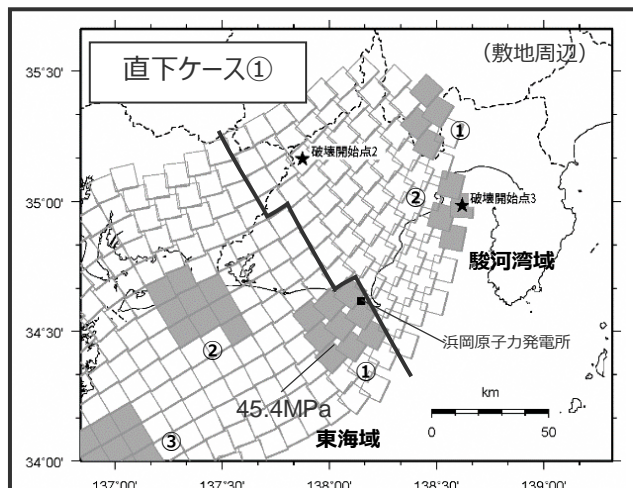 直下ケース①
（敷地周辺）
35°30'
①
★破壊開始点2
35°00'
②
★破壊開始点3
駿河湾域
34°30'
浜岡原子力発電所
②
①
45.4MPa
km
③
東海域
0
50
34°00'
137°00'
137°30'
138°00'
138°30'
139°00'